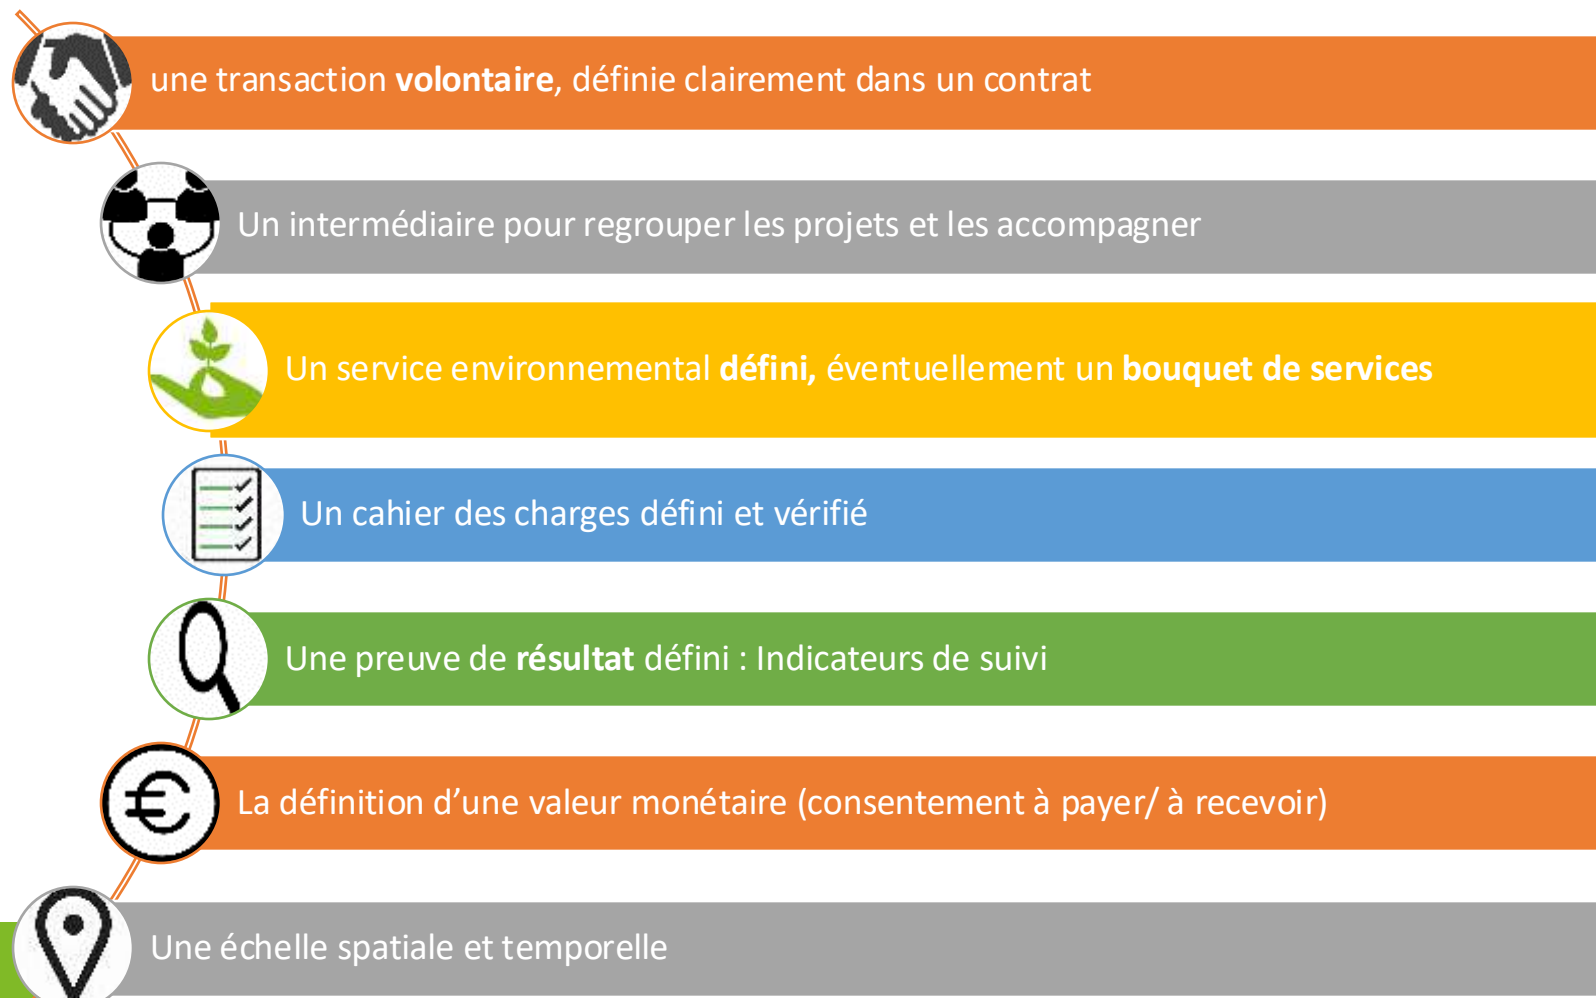 une transaction volontaire, définie clairement dans un contrat
Un intermédiaire pour regrouper les projets et les accompagner
Un service environnemental défini, éventuellement un bouquet de services
Un cahier des charges défini et vérifié
Une preuve de résultat défini : Indicateurs de suivi
La définition d’une valeur monétaire (consentement à payer/ à recevoir)
Une échelle spatiale et temporelle